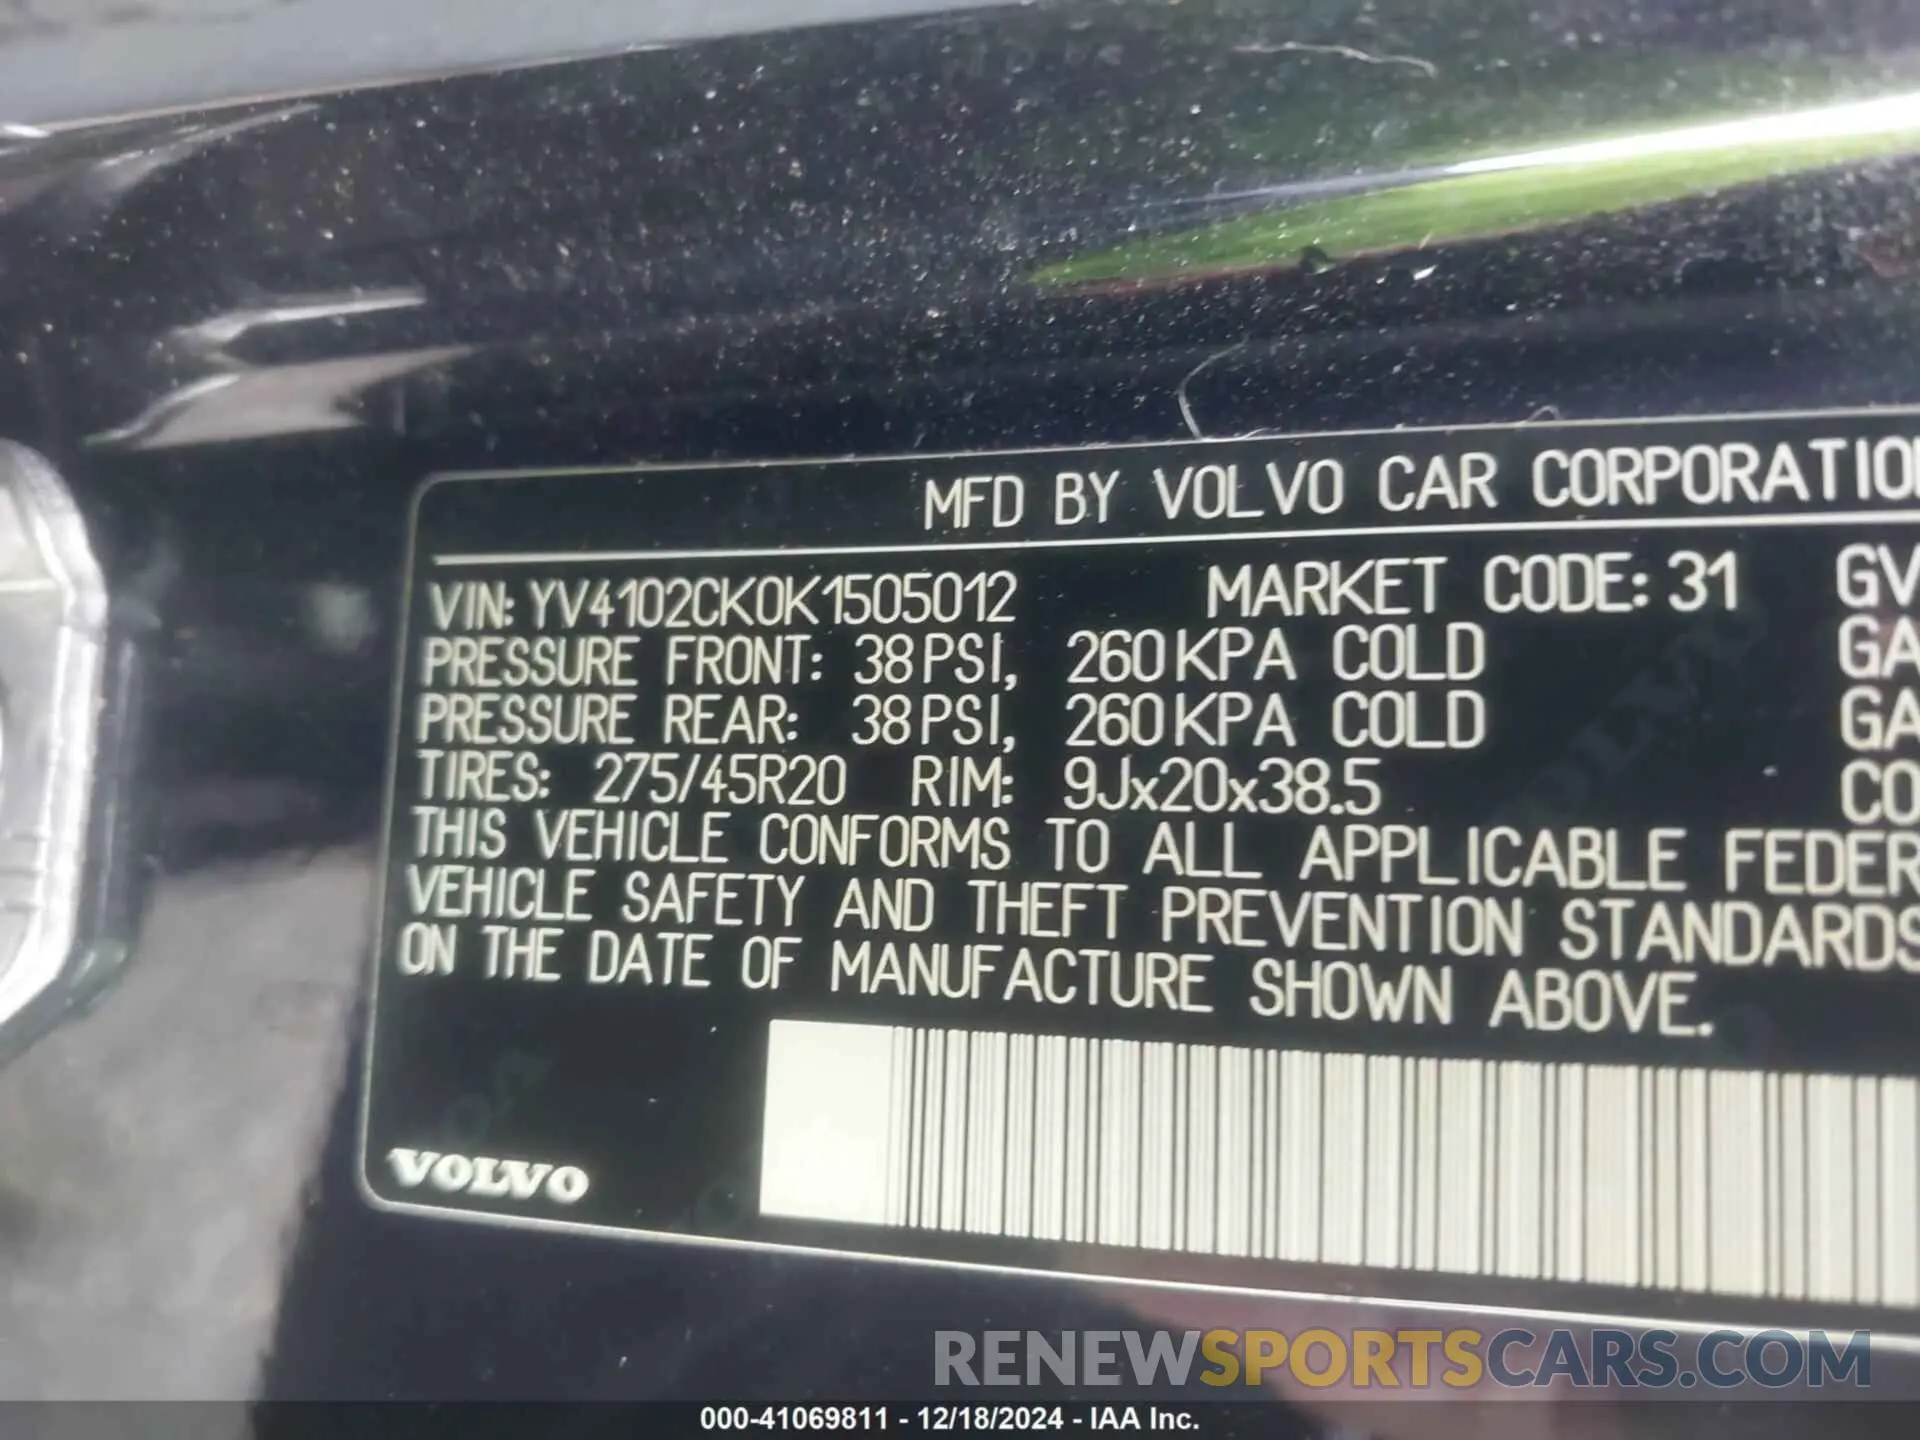 MFD BY VOLVO CAR CORPORATIO
VIN: YV4102CK0K1505012 MARKET CODE: 31 GV
PRESSURE FRONT: 38PSI, 260KPA COLD GA
PRESSURE REAR: 38PSI, 260KPA COLD GA
TIRES: 275/45R20 RIM: 9Jx20x38.5 CO
THIS VEHICLE CONFORMS TO ALL APPLICABLE FEDER
VEHICLE SAFETY AND THEFT PREVENTION STANDARDS
ON THE DATE OF MANUFACTURE SHOWN ABOVE.
VOLVO
RENEWSPORTSCARS.COM
000-41069811 - 12/18/2024 - IAA Inc.